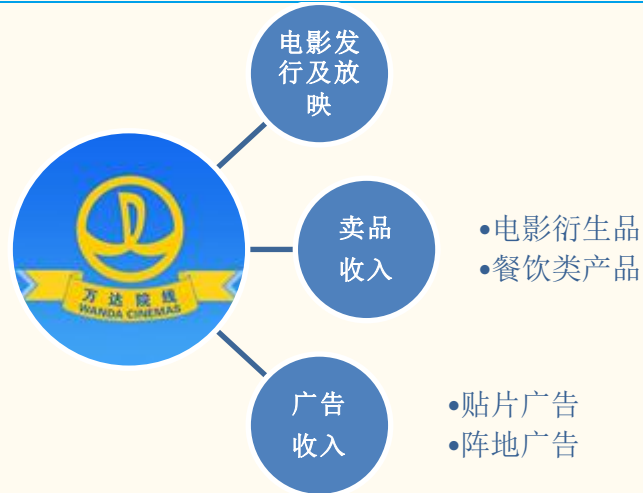 电影发
行及放
映
万达院线
WANDA CINEMAS
卖品
收入
•电影衍生品
•餐饮类产品
广告
收入
•贴片广告
•阵地广告